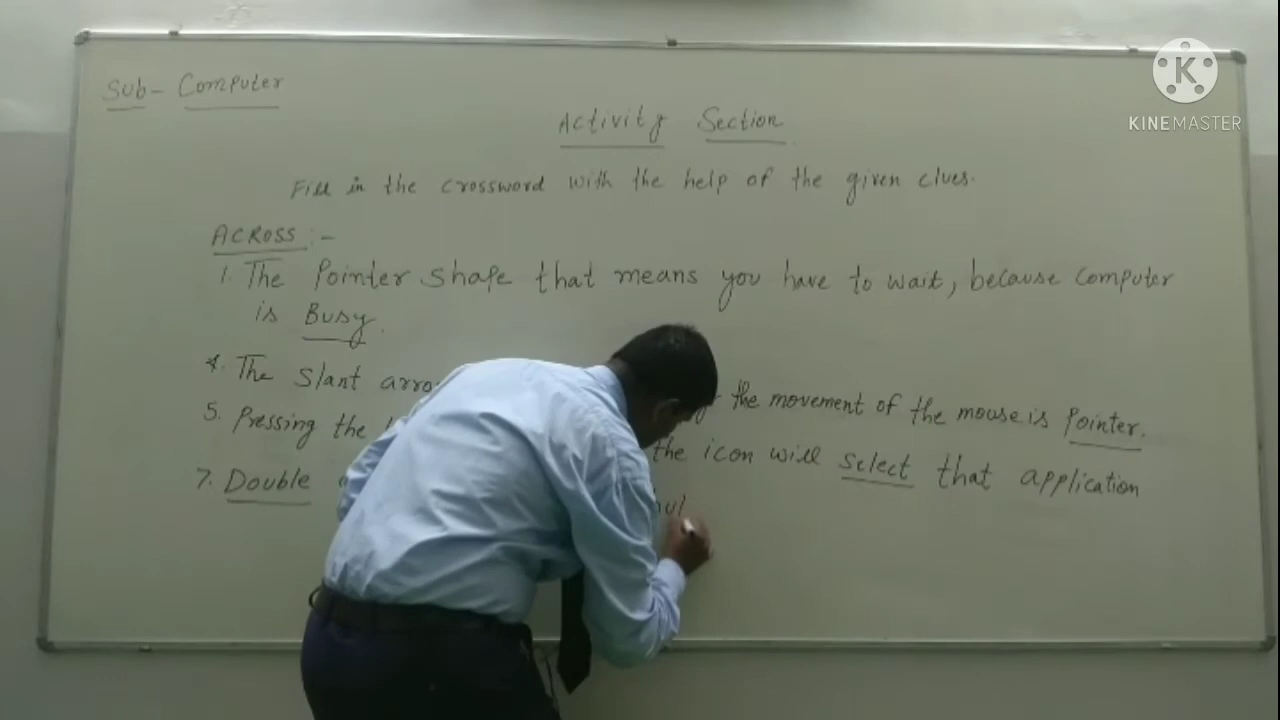 Sub- Computer
KINEMASTER
Activity Section
Fill in the crossword with the help of the given clues.
ACROSS :-
1. The Pointer shape that means you have to wait, because computer
is Busy.
4. The slant the movement of the mouse is Pointer.
5. Pressing the the icon will select that application
7. Double